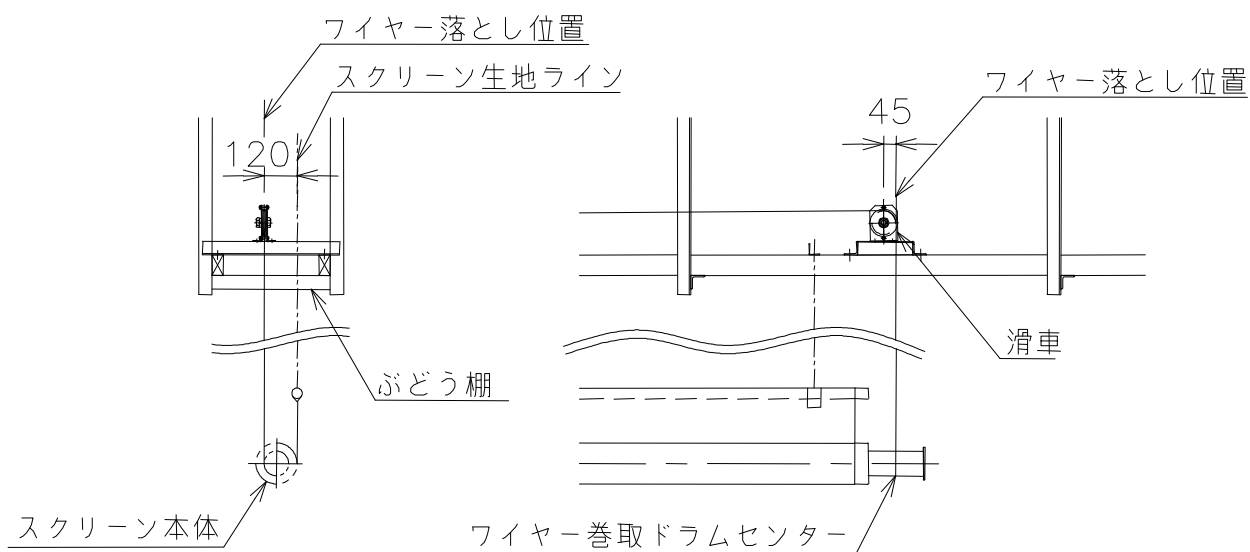 ワイヤー落とし位置
スクリーン生地ライン
120
ワイヤー落とし位置
45
滑車
ぶどう棚
スクリーン本体
ワイヤー巻取ドラムセンター